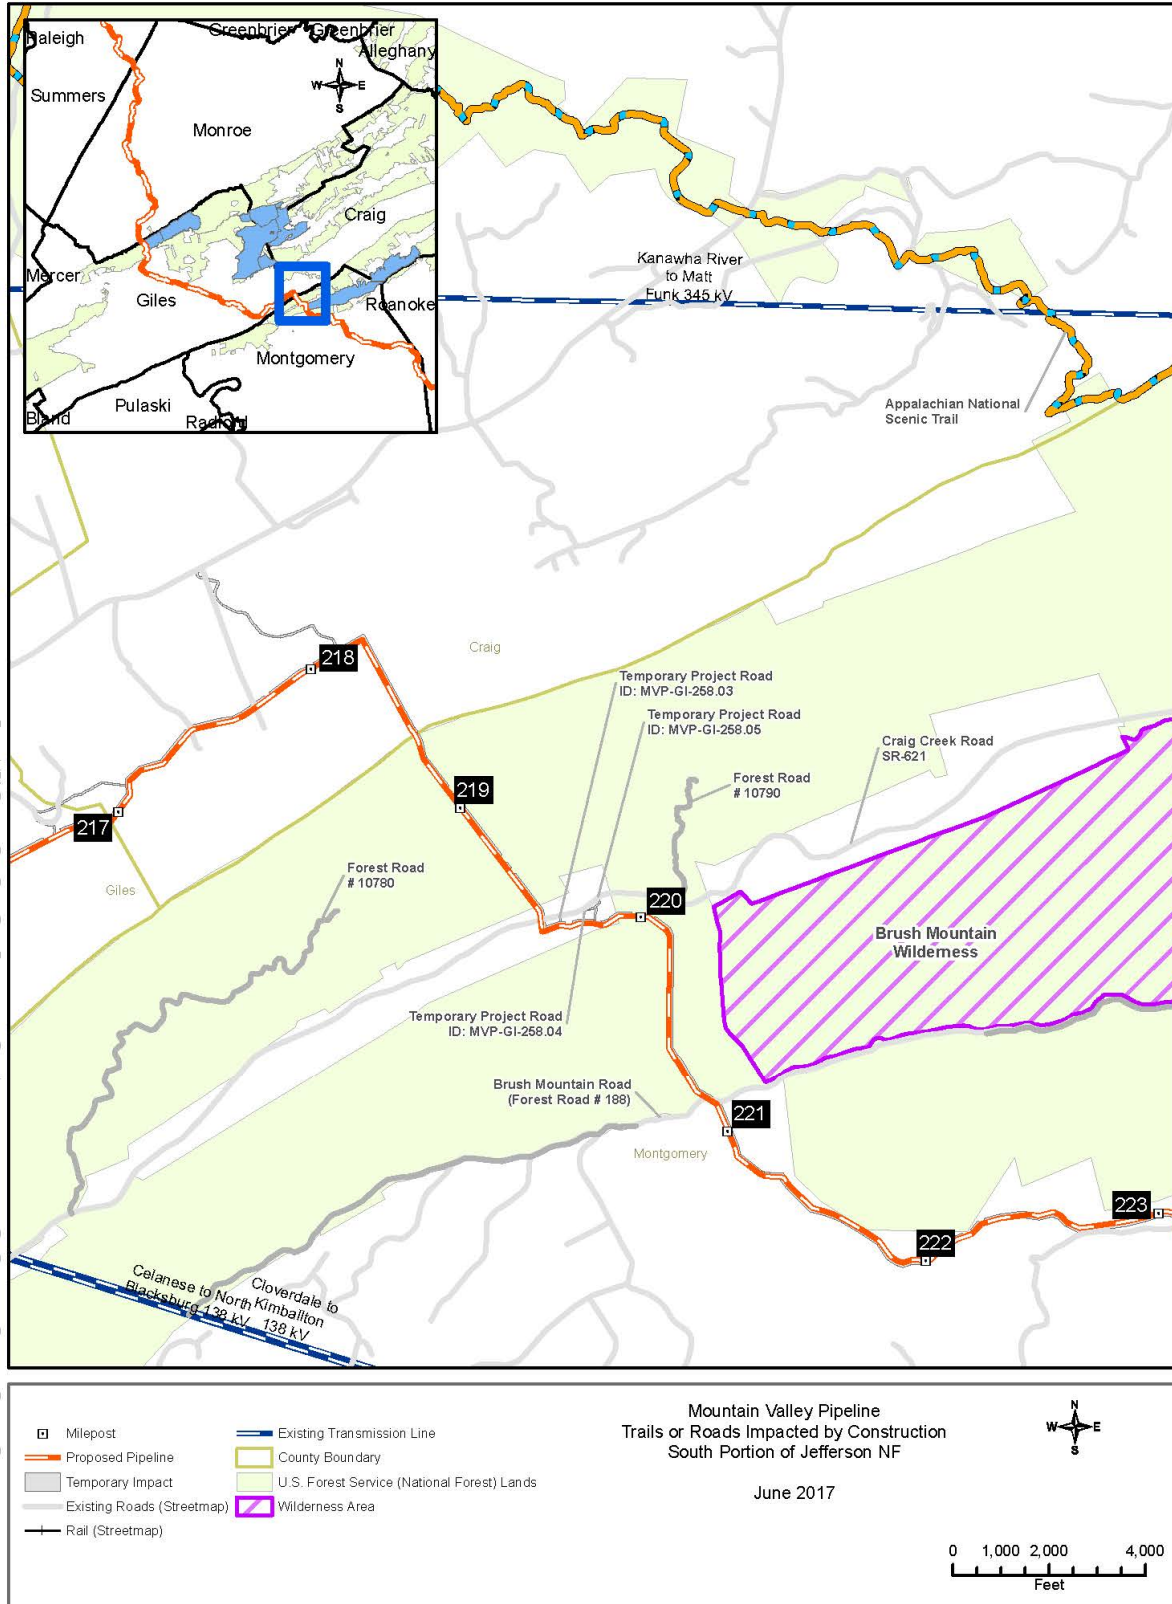 Raleigh
Greenbrier
Greenbrier
Alleghany
Summers
Monroe
N
W E
S
Craig
Mercer
Giles
Roanoke
Montgomery
Pulaski
Bland
Radford
Kanawha River
to Matt
Funk 345 kV
Appalachian National
Scenic Trail
Craig
218
Temporary Project Road
ID: MVP-GI-258.03
Temporary Project Road
ID: MVP-GI-258.05
Craig Creek Road
SR-621
Forest Road
# 10790
219
217
Forest Road
# 10780
Giles
220
Brush Mountain
Wilderness
Temporary Project Road
ID: MVP-GI-258.04
Brush Mountain Road
(Forest Road # 188)
221
Montgomery
223
222
Celanese to North
Blacksburg 138 kV
Cloverdale to
Kimballton
138 kV
Milepost
Proposed Pipeline
Temporary Impact
Existing Roads (Streetmap)
Rail (Streetmap)
Existing Transmission Line
County Boundary
U.S. Forest Service (National Forest) Lands
Wilderness Area
Mountain Valley Pipeline
Trails or Roads Impacted by Construction
South Portion of Jefferson NF
June 2017
N
W E
S
0 1,000 2,000 4,000
Feet